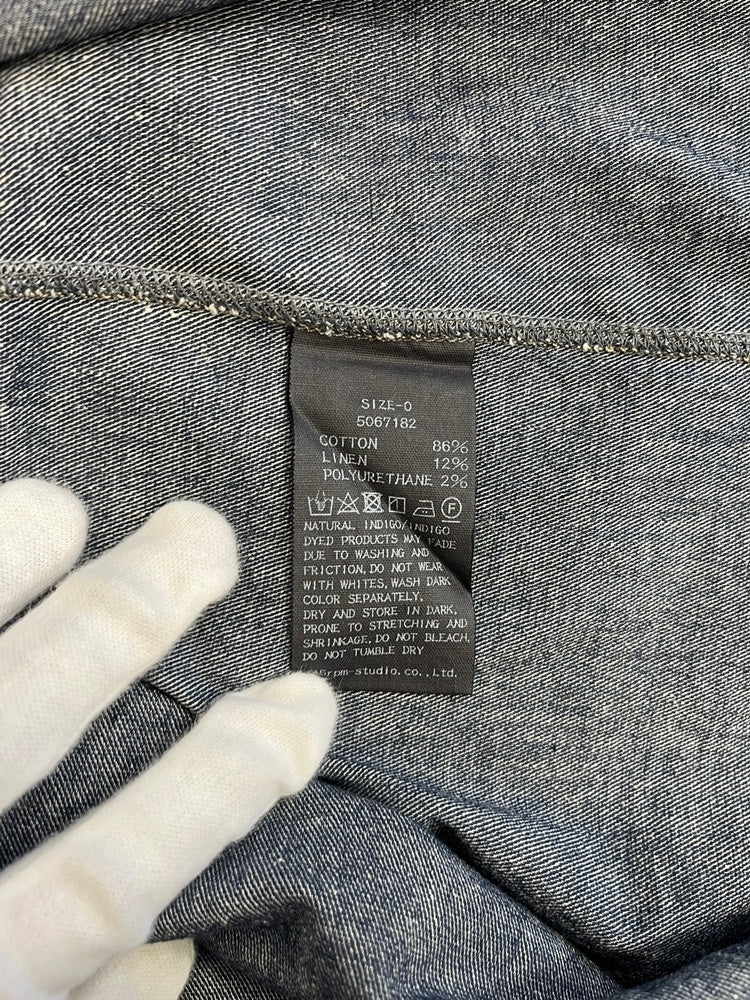 SIZE-0
5067182
COTTON 86%
LINEN 12%
POLYURETHANE 2%
NATURAL INDIGO/INDIGO
DYED PRODUCTS MAY FADE
DUE TO WASHING AND
FRICTION, DO NOT WEAR
WITH WHITES, WASH DARK
COLOR SEPARATELY.
DRY AND STORE IN DARK.
PRONE TO STRETCHING AND
SHRINKAGE, DO NOT BLEACH.
DO NOT TUMBLE DRY
5rpm-studio.co.,Ltd.